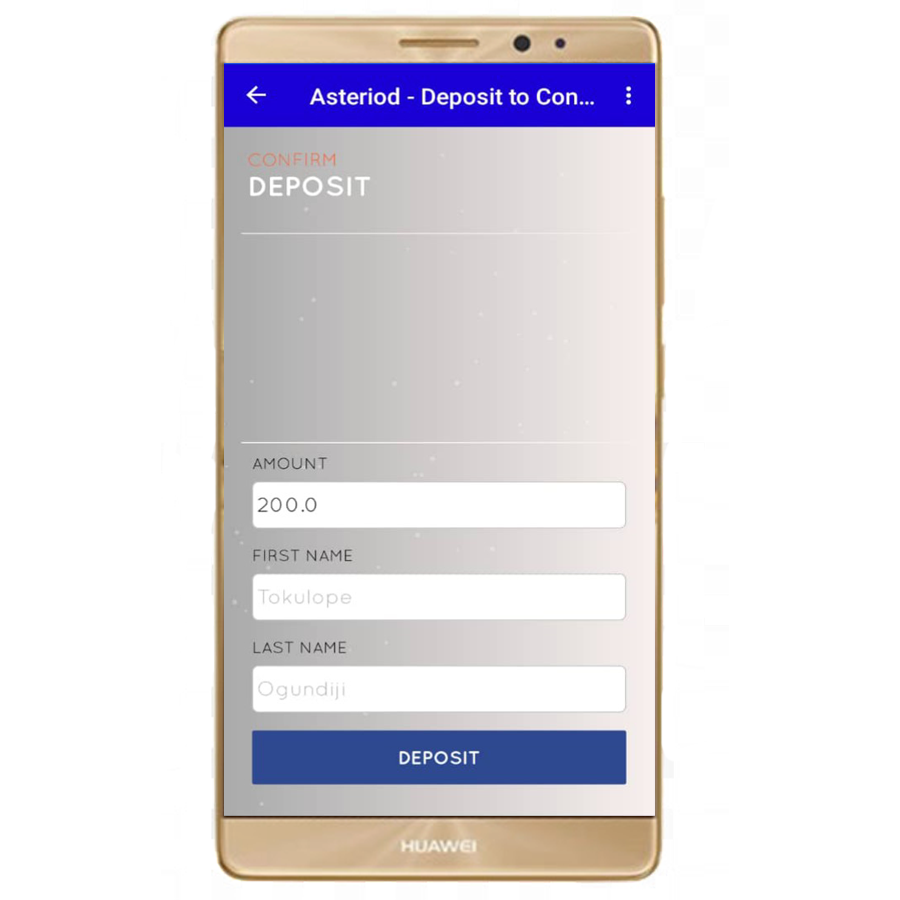 Asteriod - Deposit to Con...
CONFIRM
DEPOSIT
AMOUNT
200.0
FIRST NAME
Tokulope
LAST NAME
Ogundiji
DEPOSIT
HUAWEI